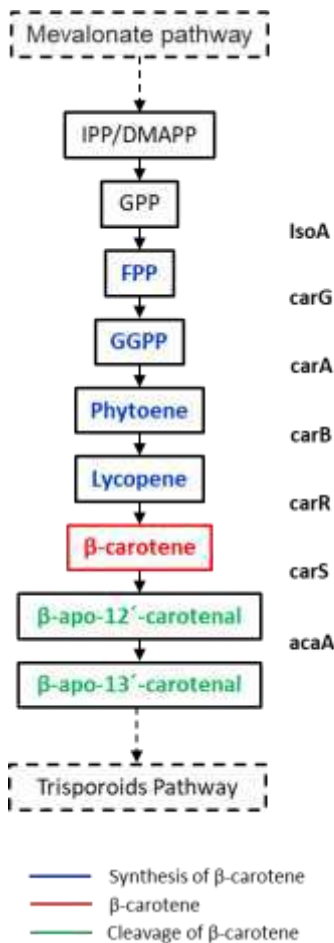 Mevalonate pathway
IPP/DMAPP
GPP
IsoA
FPP
carG
GGPP
carA
Phytoene
carB
Lycopene
carR
β-carotene
carS
β-apo-12´-carotenal
acaA
β-apo-13´-carotenal
Trisporoids Pathway
Synthesis of β-carotene
β-carotene
Cleavage of β-carotene